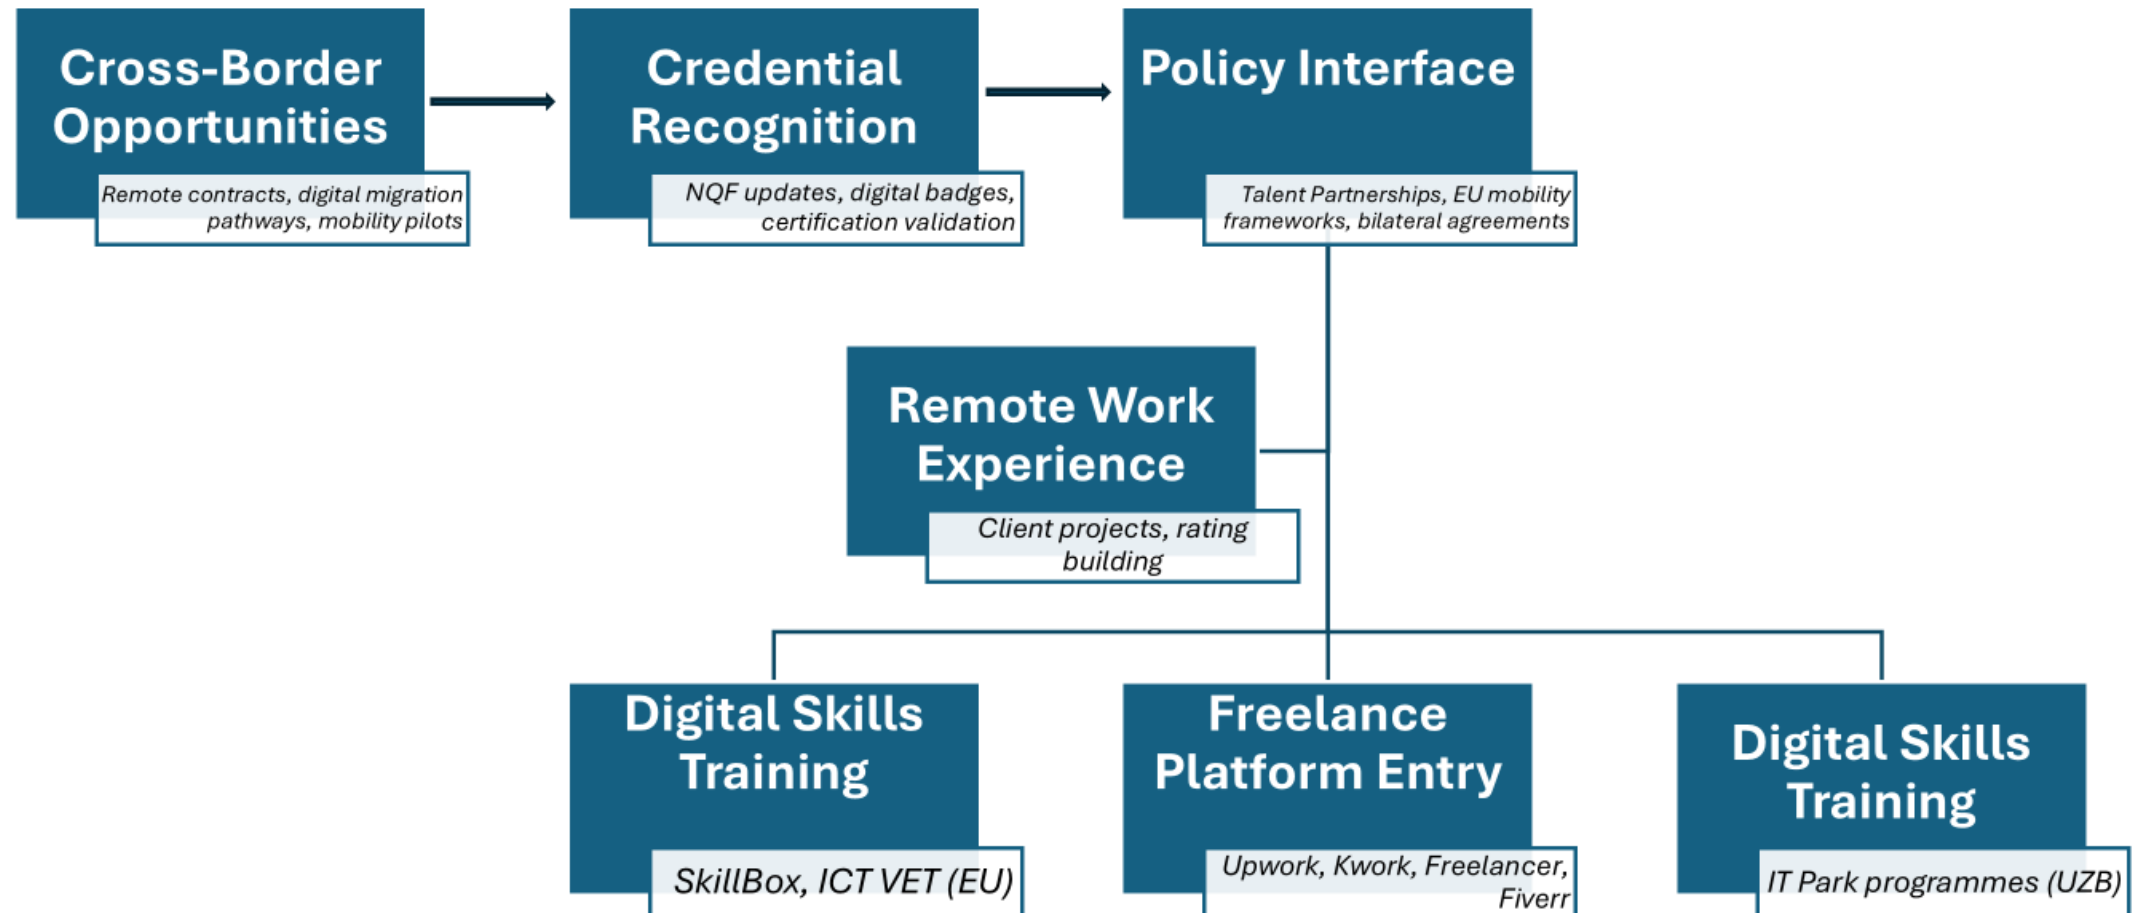 Cross-Border
Opportunities
Remote contracts, digital migration
pathways, mobility pilots
Credential
Recognition
NQF updates, digital badges,
certification validation
Policy Interface
Talent Partnerships, EU mobility
frameworks, bilateral agreements
Remote Work
Experience
Client projects, rating
building
Digital Skills
Training
SkillBox, ICT VET (EU)
Freelance
Platform Entry
Upwork, Kwork, Freelancer,
Fiverr
Digital Skills
Training
IT Park programmes (UZB)